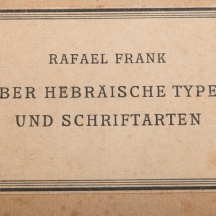 RAFAEL FRANK
BER HEBRÄISCHE TYPE
UND SCHRIFTARTEN